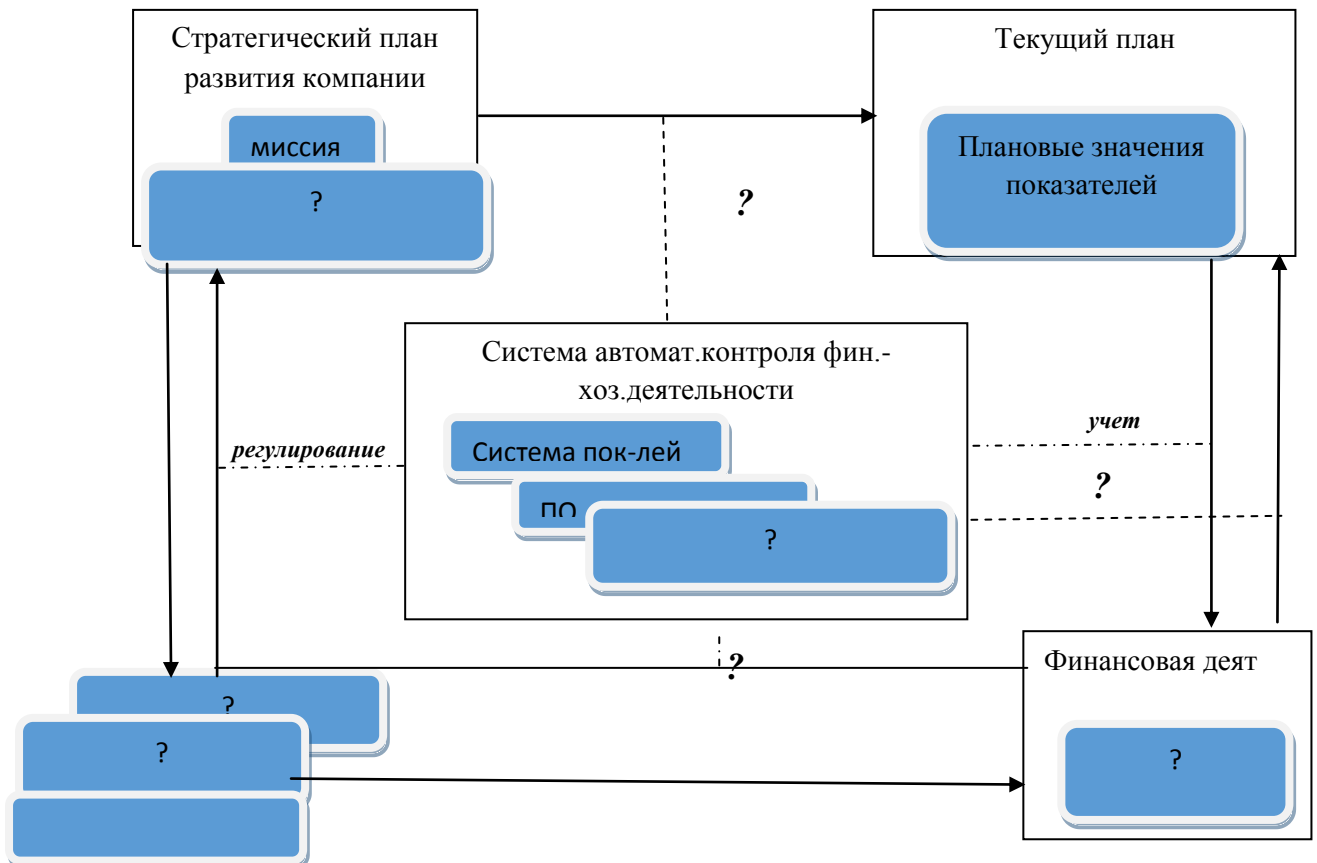 Стратегический план
развития компании
миссия
?
Текущий план
Плановые значения
показателей
?
Система автомат.контроля фин.-
хоз.деятельности
Система пок-лей
ПО
?
регулирование
учет
?
?
?
?
Финансовая деят
?